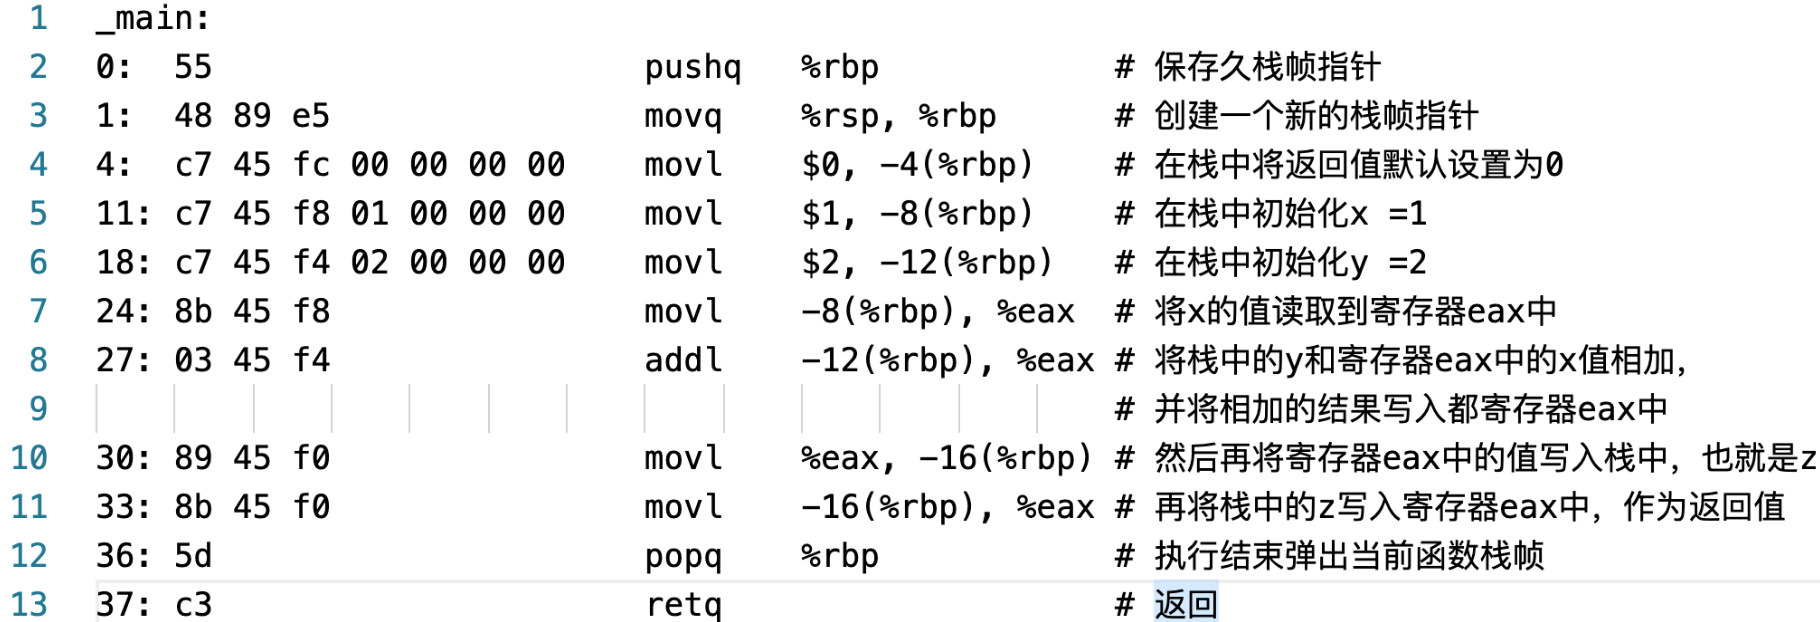 1 _main:
2 0: 55 pushq %rbp # 保存久栈帧指针
3 1: 48 89 e5 movq %rsp, %rbp # 创建一个新的栈帧指针
4 4: c7 45 fc 00 00 00 00 movl $0, -4(%rbp) # 在栈中将返回值默认设置为0
5 11: c7 45 f8 01 00 00 00 movl $1, -8(%rbp) # 在栈中初始化x =1
6 18: c7 45 f4 02 00 00 00 movl $2, -12(%rbp) # 在栈中初始化y =2
7 24: 8b 45 f8 movl -8(%rbp), %eax # 将x的值读取到寄存器eax中
8 27: 03 45 f4 addl -12(%rbp), %eax # 将栈中的y和寄存器eax中的x值相加，
9 # 并将相加的结果写入都寄存器eax中
10 30: 89 45 f0 movl %eax, -16(%rbp) # 然后再将寄存器eax中的值写入栈中，也就是z
11 33: 8b 45 f0 movl -16(%rbp), %eax # 再将栈中的z写入寄存器eax中，作为返回值
12 36: 5d popq %rbp # 执行结束弹出当前函数栈帧
13 37: c3 retq # 返回